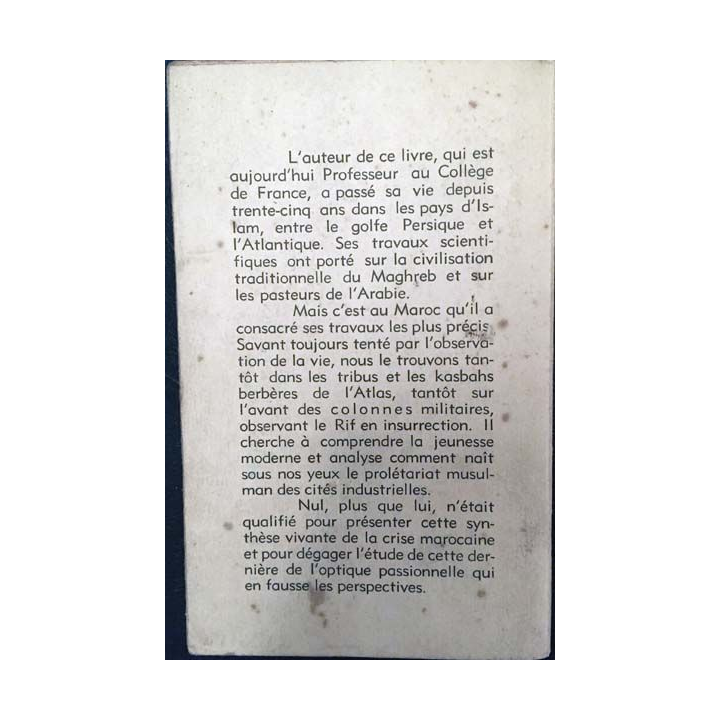 L'auteur de ce livre, qui est
aujourd'hui Professeur au Collège
de France, a passé sa vie depuis
trente-cinq ans dans les pays d'Is-
lam, entre le golfe Persique et
l'Atlantique. Ses travaux scienti-
fiques ont porté sur la civilisation
traditionnelle du Maghreb et sur
les pasteurs de l'Arabie.
Mais c'est au Maroc qu'il a
consacré ses travaux les plus précis
Savant toujours tenté par l'observa-
tion de la vie, nous le trouvons tan-
tôt dans les tribus et les kasbahs
berbères de l'Atlas, tantôt sur
l'avant des colonnes militaires,
observant le Rif en insurrection. Il
cherche à comprendre la jeunesse
moderne et analyse comment naît
sous nos yeux le prolétariat musul-
man des cités industrielles.
Nul, plus que lui, n'était
qualifié pour présenter cette syn-
thèse vivante de la crise marocaine
et pour dégager l'étude de cette der-
nière de l'optique passionnelle qui
en fausse les perspectives.